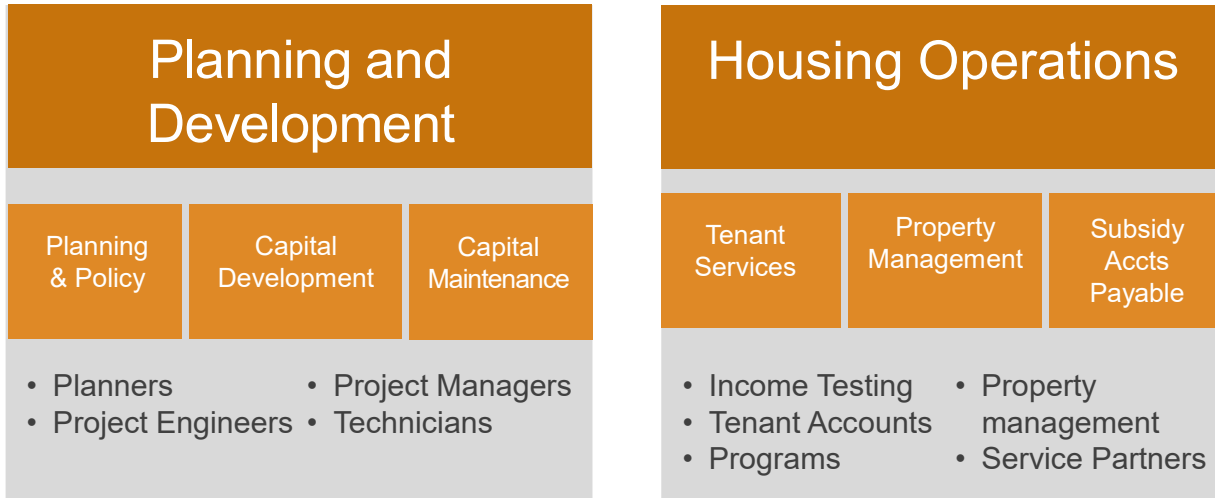 Planning and
Development
Planning
& Policy
Capital
Development
Capital
Maintenance
• Planners
• Project Engineers
• Project Managers
• Technicians
Housing Operations
Tenant
Services
Property
Management
Subsidy
Accts
Payable
• Income Testing
• Tenant Accounts
• Programs
• Property
management
• Service Partners